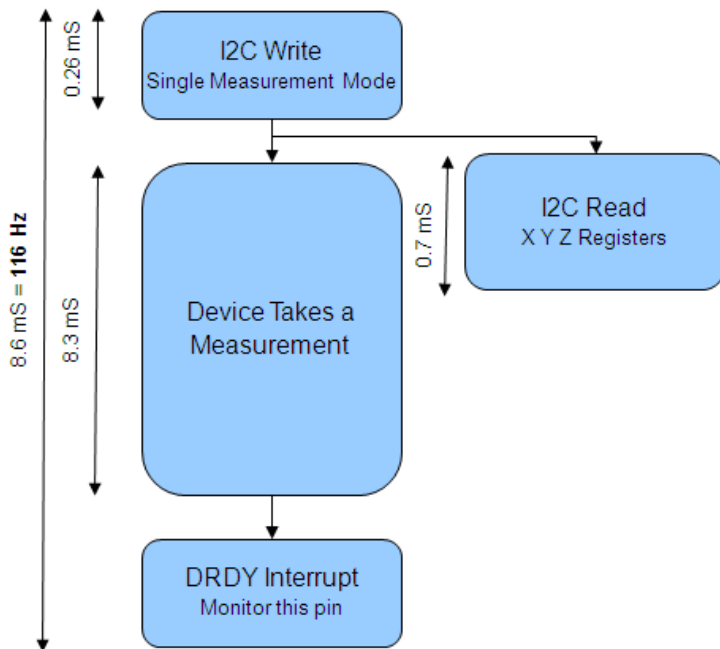 I2C Write
Single Measurement Mode
0.26 mS
8.6 mS = 116 Hz
8.3 mS
Device Takes a
Measurement
0.7 mS
I2C Read
X Y Z Registers
DRDY Interrupt
Monitor this pin